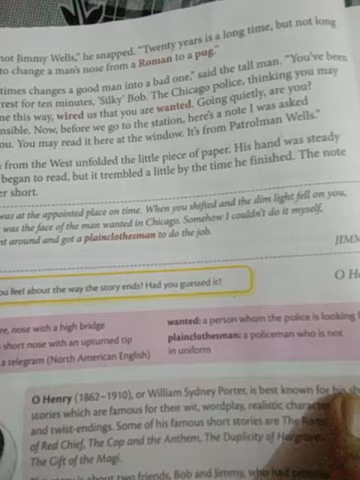 not Jimmy Wells," he snapped. "Twenty years is a long time, but not long
to change a man's nose from a Roman to a pug."
times changes a good man into a bad one," said the tall man. "You've been
rest for ten minutes, 'Silky' Bob. The Chicago police, thinking you may
me this way, wired us that you are wanted. Going quietly, are you?
nsible. Now, before we go to the station, here's a note I was asked
ou. You may read it here at the window. It's from Patrolman Wells."
from the West unfolded the little piece of paper. His hand was steady
began to read, but it trembled a little by the time he finished. The note
er short.
was at the appointed place on time. When you shifted and the dim light fell on you,
was the face of the man wanted in Chicago. Somehow I couldn't do it myself,
nt around and got a plainclothesman to do the job.
JIMM
O He
ou feel about the way the story ends? Had you guessed it?
re, nose with a high bridge
short nose with an upturned tip
a telegram (North American English)
wanted: a person whom the police is looking
plainclothesman: a policeman who is not
in uniform
O Henry (1862–1910), or William Sydney Porter, is best known for his sh
stories which are famous for their wit, wordplay, realistic character
and twist-endings. Some of his famous short stories are The Rans
of Red Chief, The Cop and the Anthem, The Duplicity of Hargrave,
The Gift of the Magi.
is about two friends, Bob and Jimmy, who had